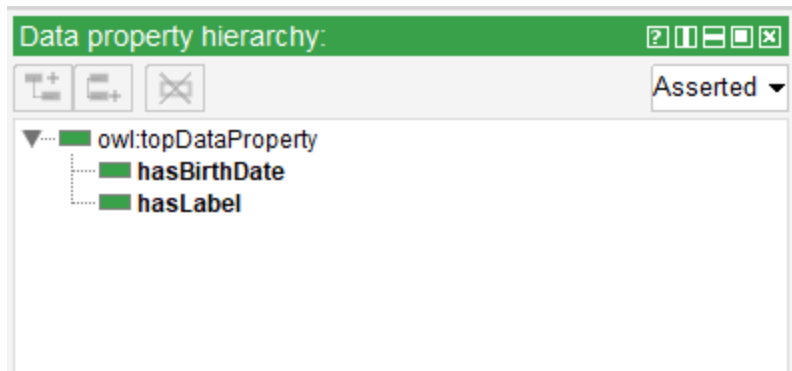 Data property hierarchy:
Asserted
owl:topDataProperty
hasBirthDate
hasLabel